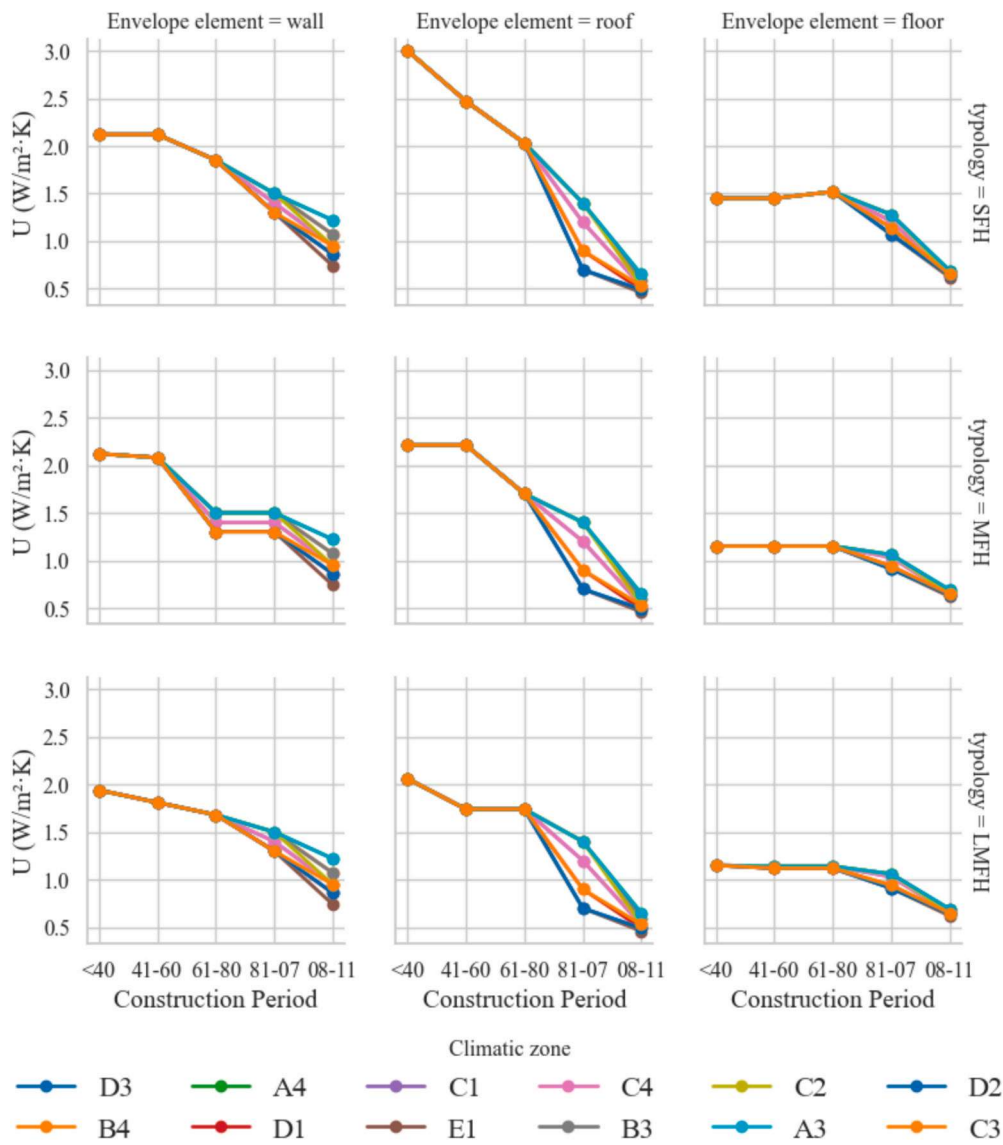 Envelope element = wall
Envelope element = roof
Envelope element = floor
3.0
2.5
2.0
1.5
1.0
0.5
U (W/m²·K)
typology = SFH
3.0
2.5
2.0
1.5
1.0
0.5
U (W/m²·K)
typology = MFH
3.0
2.5
2.0
1.5
1.0
0.5
U (W/m²·K)
typology = LMFH
<40 41-60 61-80 81-07 08-11
<40 41-60 61-80 81-07 08-11
<40 41-60 61-80 81-07 08-11
Construction Period
Construction Period
Construction Period
Climatic zone
D3 A4 C1 C4 C2 D2
B4 D1 E1 B3 A3 C3